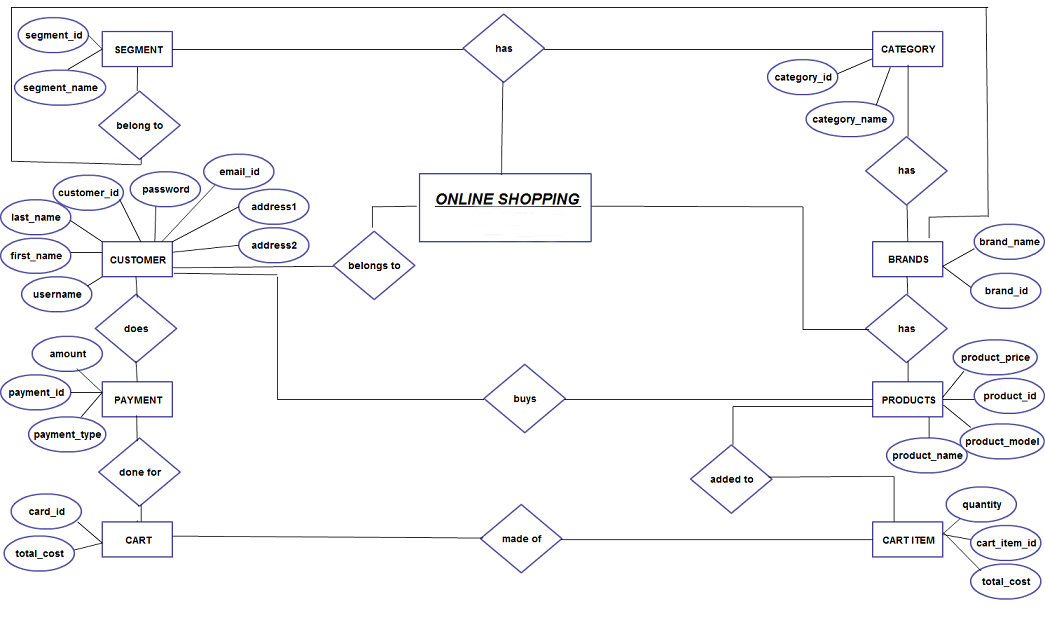 segment_id
SEGMENT
has
CATEGORY
category_id
segment_name
category_name
belong to
email_id
has
customer_id
password
ONLINE SHOPPING
last_name
address1
brand_name
first_name
address2
CUSTOMER
belongs to
BRANDS
username
brand_id
does
has
amount
product_price
payment_id
PAYMENT
buys
PRODUCTS
product_id
payment_type
product_model
product_name
done for
added to
card_id
quantity
CART
made of
CART ITEM
cart_item_id
total_cost
total_cost